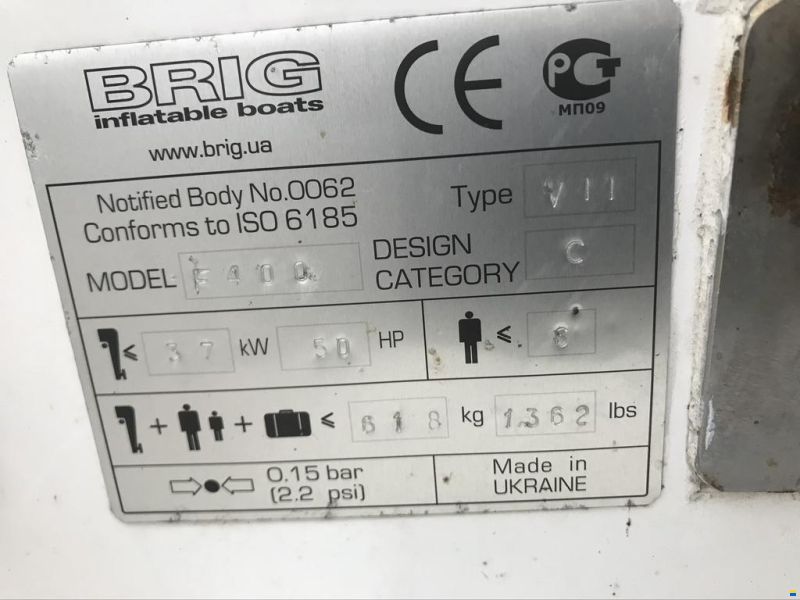 BRIG
inflatable boats
www.brig.ua
CE
РСТ
МП09
Notified Body No.0062
Conforms to ISO 6185
Type VII
MODEL F400
DESIGN CATEGORY C
≤ 37 kW 50 HP
≤
+ + ≤ 618 kg 1362 lbs
0.15 bar
(2.2 psi)
Made in
UKRAINE